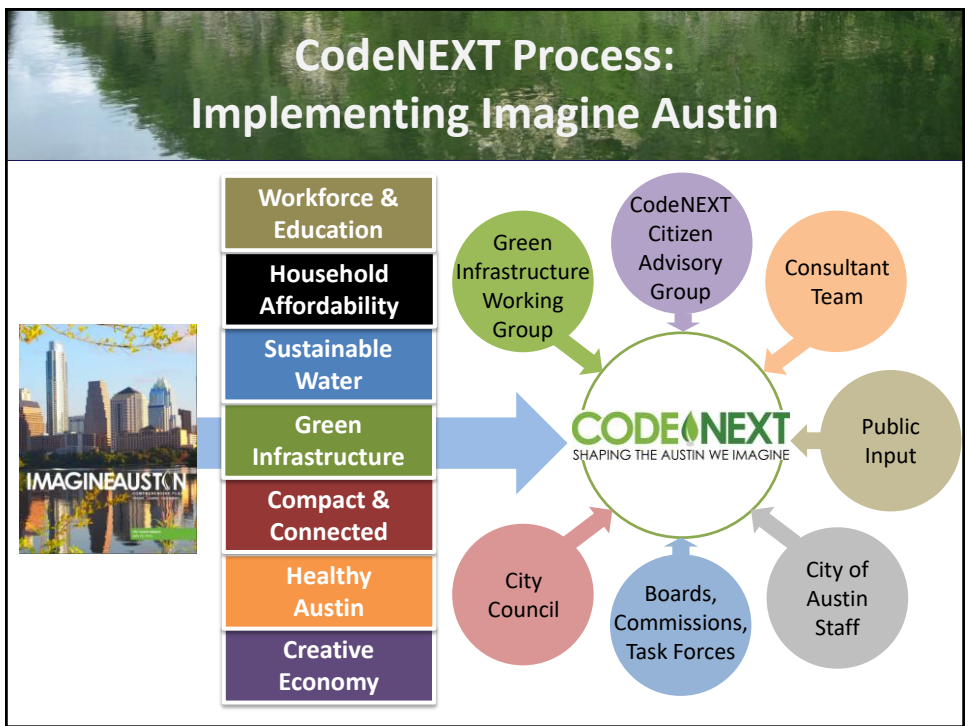 CodeNEXT Process:
Implementing Imagine Austin
Workforce &
Education
Household
Affordability
Sustainable
Water
Green
Infrastructure
Compact &
Connected
Healthy
Austin
Creative
Economy
IMAGINEAUSTIN
COMPREHENSIVE PLAN
Green
Infrastructure
Working
Group
CodeNEXT
Citizen
Advisory
Group
Consultant
Team
Public
Input
City of
Austin
Staff
Boards,
Commissions,
Task Forces
City
Council
CODENEXT
SHAPING THE AUSTIN WE IMAGINE